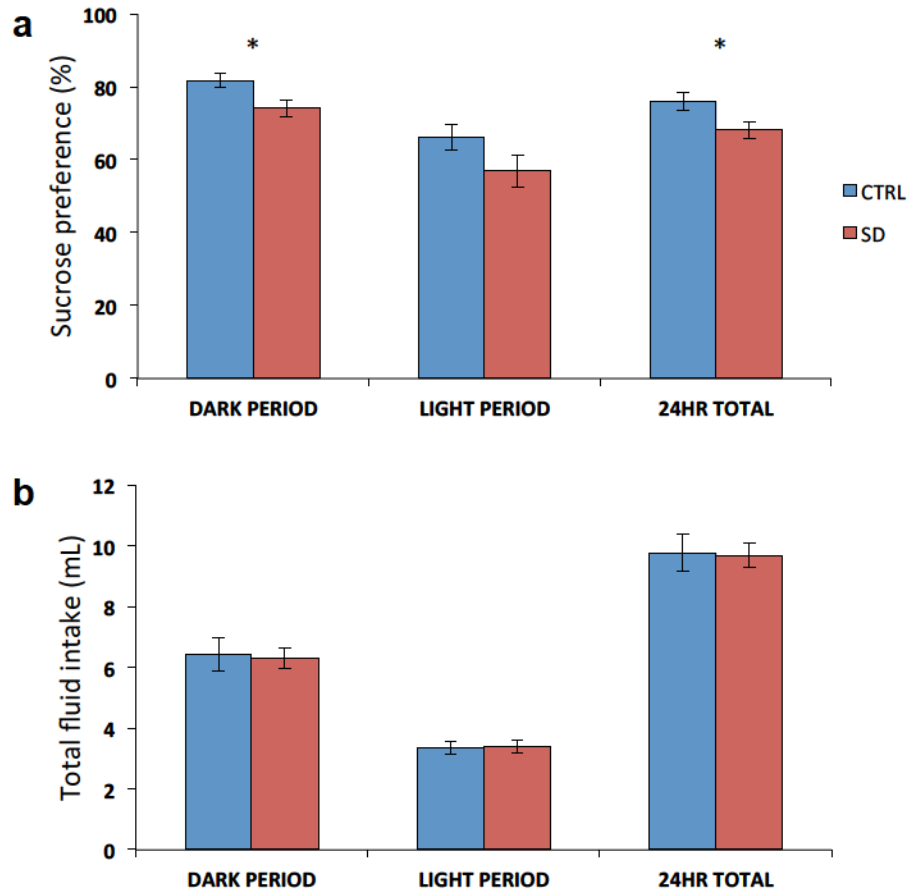 a
Sucrose preference (%)
100
80
60
40
20
0
*
*
DARK PERIOD
LIGHT PERIOD
24HR TOTAL
CTRL
SD
b
Total fluid intake (mL)
12
10
8
6
4
2
0
DARK PERIOD
LIGHT PERIOD
24HR TOTAL